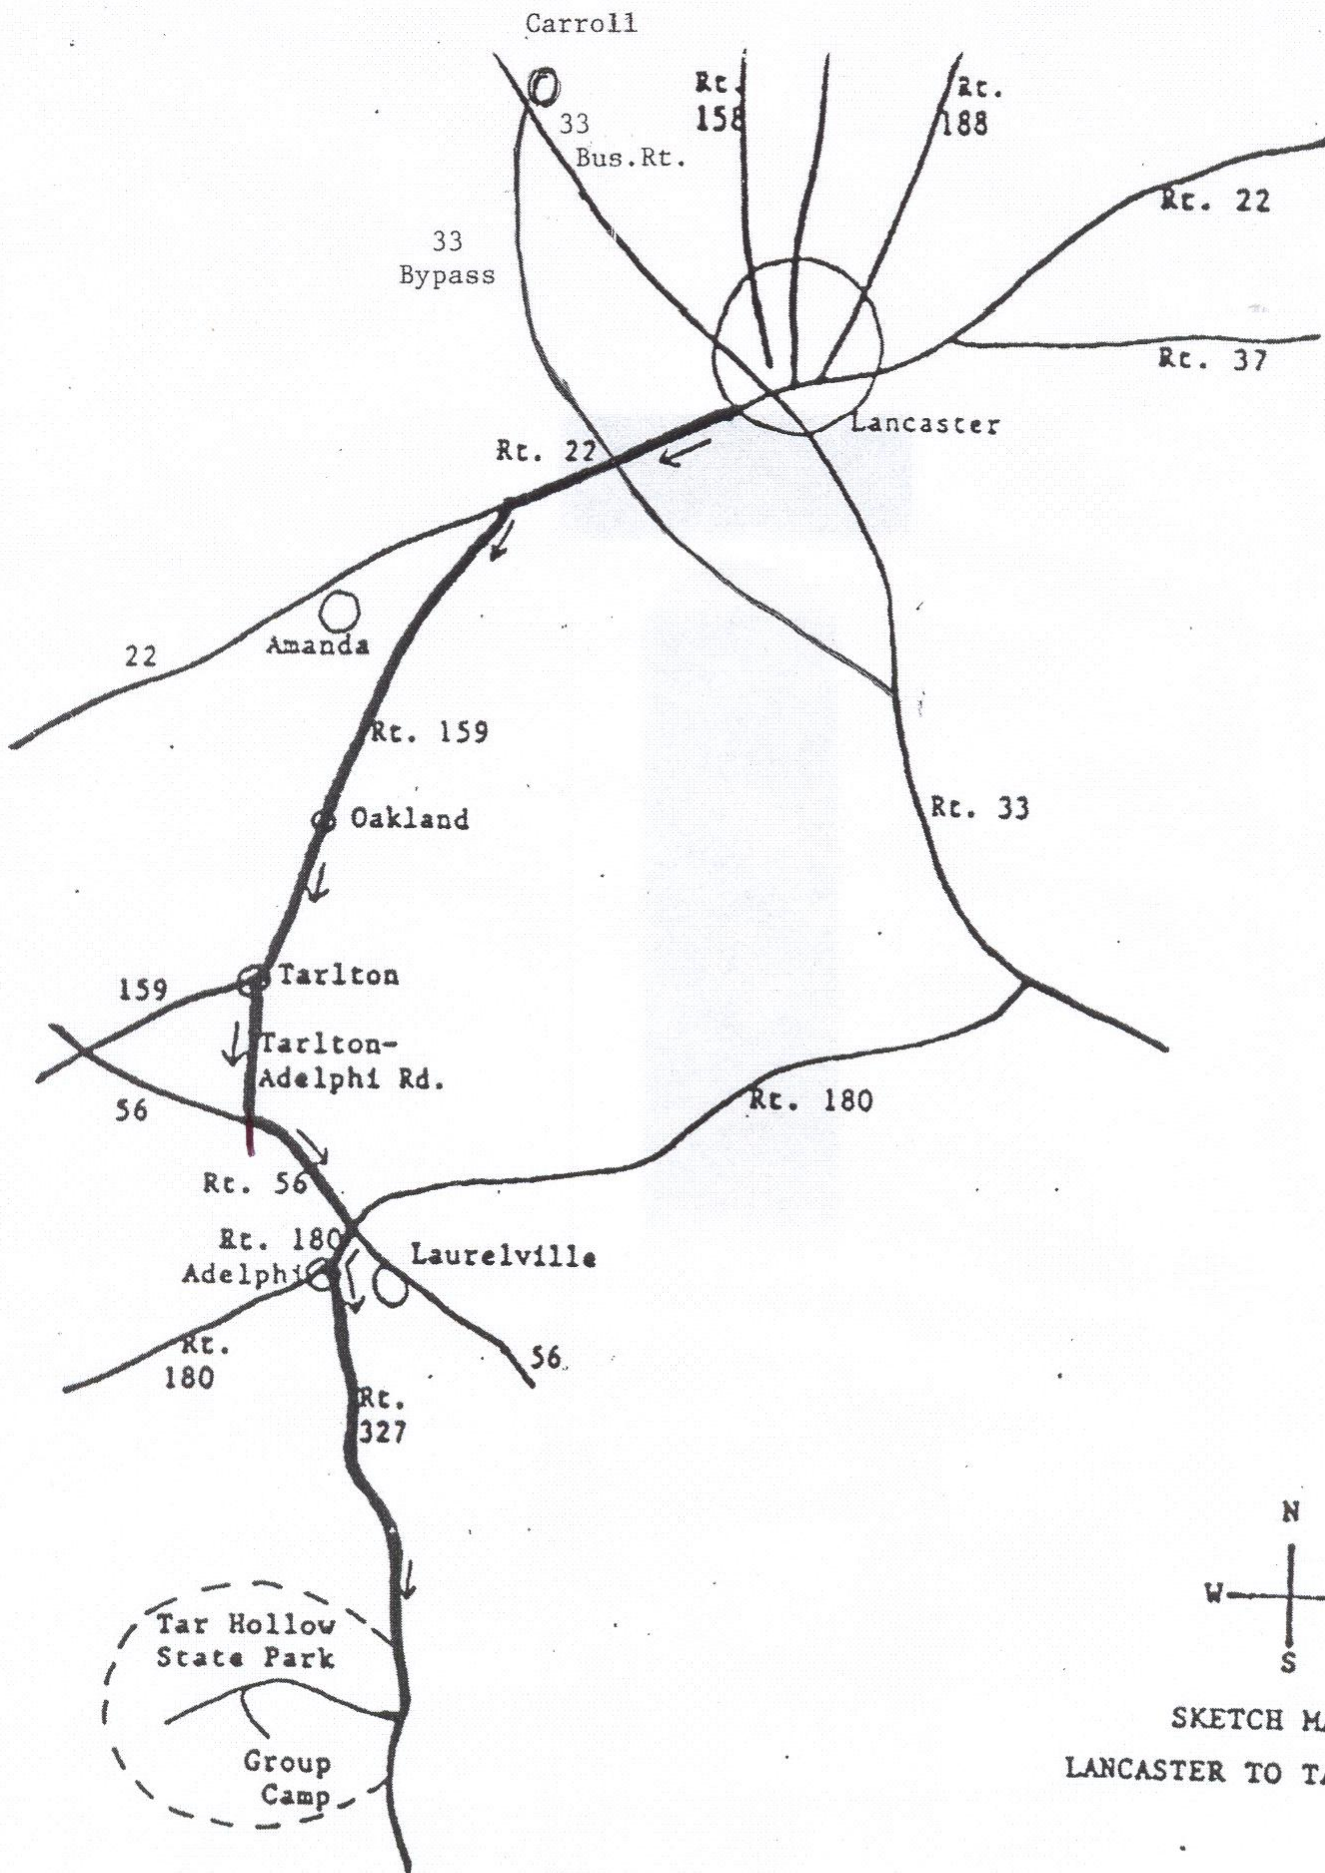 Carroll
33
Bus.Rt.
Rt.
158
Rt.
188
Rt. 22
33
Bypass
Rt. 37
Lancaster
Rt. 22
Amanda
22
Rt. 159
Oakland
Rt. 33
Tarlton
159
Tarlton-
Adelphi Rd.
56
Rt. 180
Rt. 56
Rt. 180
Adelphi
Laurelville
Rt.
180
56
Rt.
327
N
W
S
Tar Hollow
State Park
Group
Camp
SKETCH
LANCASTER TO